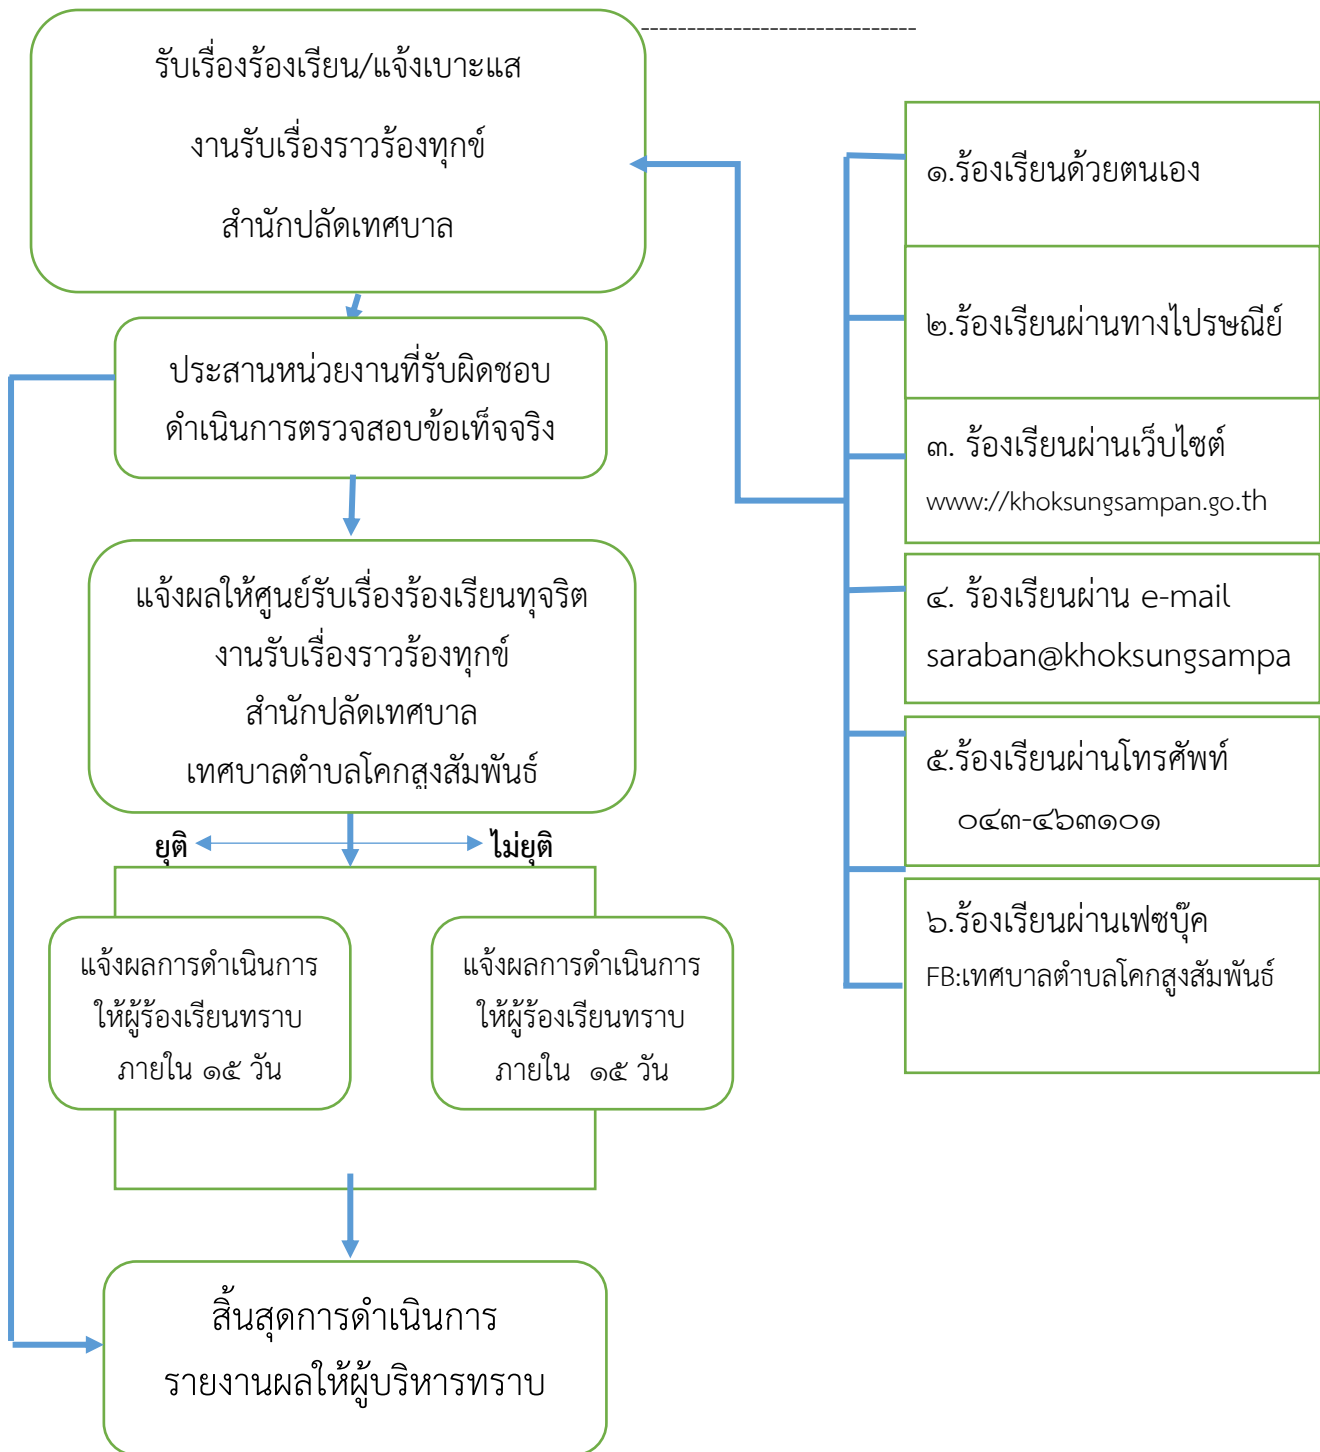 รับเรื่องร้องเรียน/แจ้งเบาะแส
งานรับเรื่องราวร้องทุกข์
สำนักปลัดเทศบาล
ประสานหน่วยงานที่รับผิดชอบ
ดำเนินการตรวจสอบข้อเท็จจริง
แจ้งผลให้ศูนย์รับเรื่องร้องเรียนทุจริต
งานรับเรื่องราวร้องทุกข์
สำนักปลัดเทศบาล
เทศบาลตำบลโคกสูงสัมพันธ์
ยุติ
ไม่ยุติ
แจ้งผลการดำเนินการ
ให้ผู้ร้องเรียนทราบ
ภายใน ๑๕ วัน
แจ้งผลการดำเนินการ
ให้ผู้ร้องเรียนทราบ
ภายใน ๑๕ วัน
สิ้นสุดการดำเนินการ
รายงานผลให้ผู้บริหารทราบ
๑.ร้องเรียนด้วยตนเอง
๒.ร้องเรียนผ่านทางไปรษณีย์
๓. ร้องเรียนผ่านเว็บไซต์
www://khoksungsampan.go.th
๔. ร้องเรียนผ่าน e-mail
saraban@khoksungsampa
๕.ร้องเรียนผ่านโทรศัพท์
๐๔๓-๔๖๓๑๐๑
๖.ร้องเรียนผ่านเฟซบุ๊ค
FB:เทศบาลตำบลโคกสูงสัมพันธ์